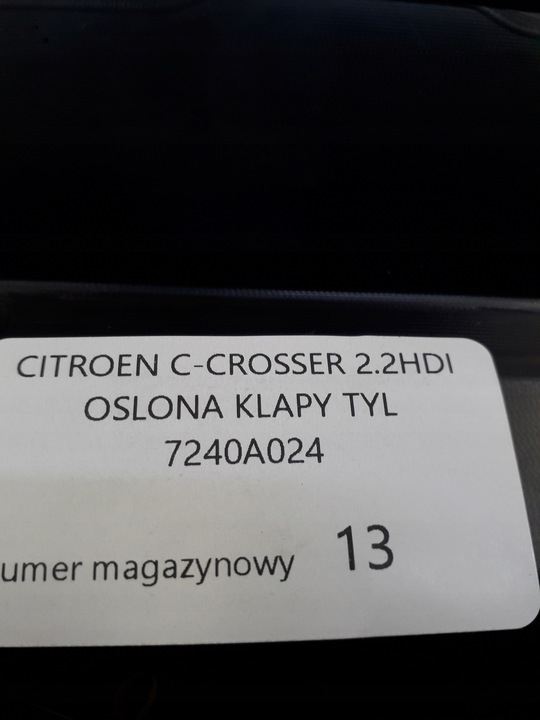 CITROEN C-CROSSER 2.2HDI
OSLONA KLAPY TYL
7240A024
umer magazynowy 13